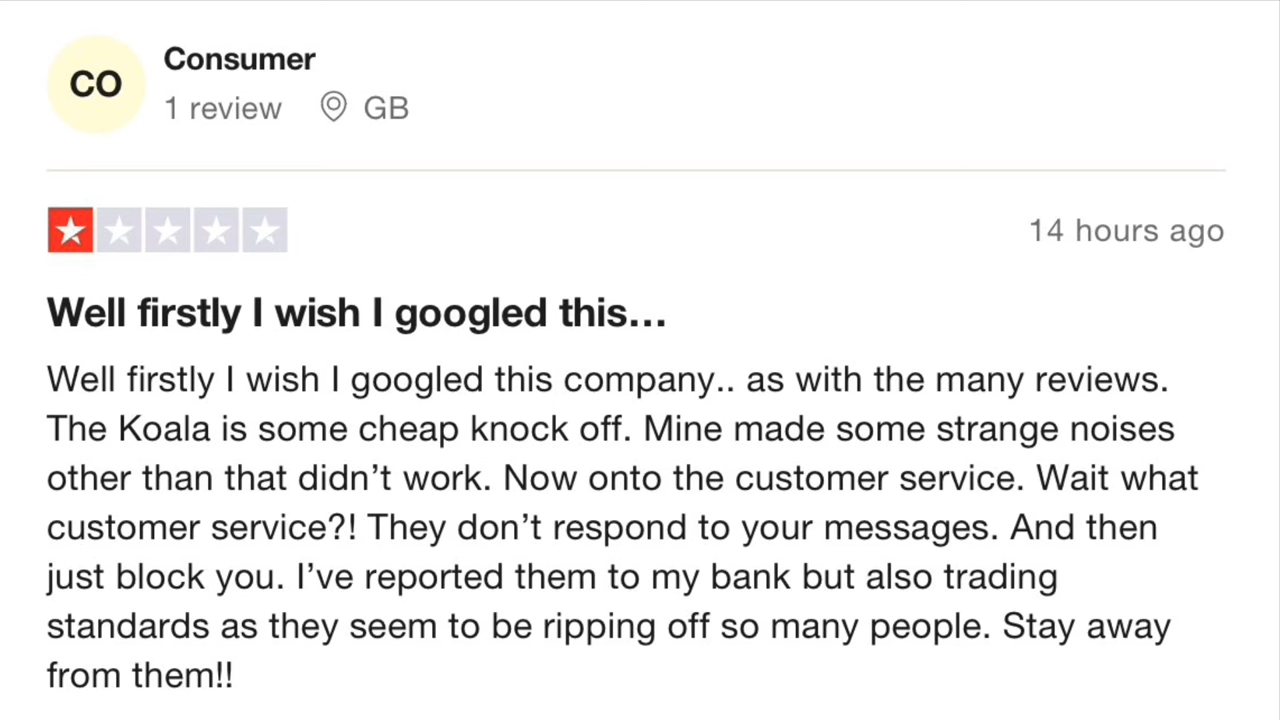 CO
Consumer
1 review GB
14 hours ago
Well firstly I wish I googled this...
Well firstly I wish I googled this company.. as with the many reviews.
The Koala is some cheap knock off. Mine made some strange noises
other than that didn’t work. Now onto the customer service. Wait what
customer service?! They don’t respond to your messages. And then
just block you. I’ve reported them to my bank but also trading
standards as they seem to be ripping off so many people. Stay away
from them!!